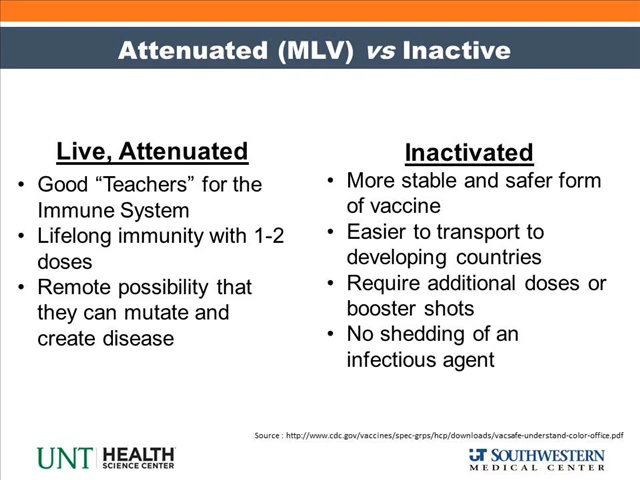 Attenuated (MLV) vs Inactive
Live, Attenuated
• Good “Teachers” for the
Immune System
• Lifelong immunity with 1-2
doses
• Remote possibility that
they can mutate and
create disease
Inactivated
• More stable and safer form
of vaccine
• Easier to transport to
developing countries
• Require additional doses or
booster shots
• No shedding of an
infectious agent
Source : http://www.cdc.gov/vaccines/spec-grps/hcp/downloads/vacsafe-understand-color-office.pdf
UNT HEALTH
SCIENCE CENTER
UT SOUTHWESTERN
MEDICAL CENTER